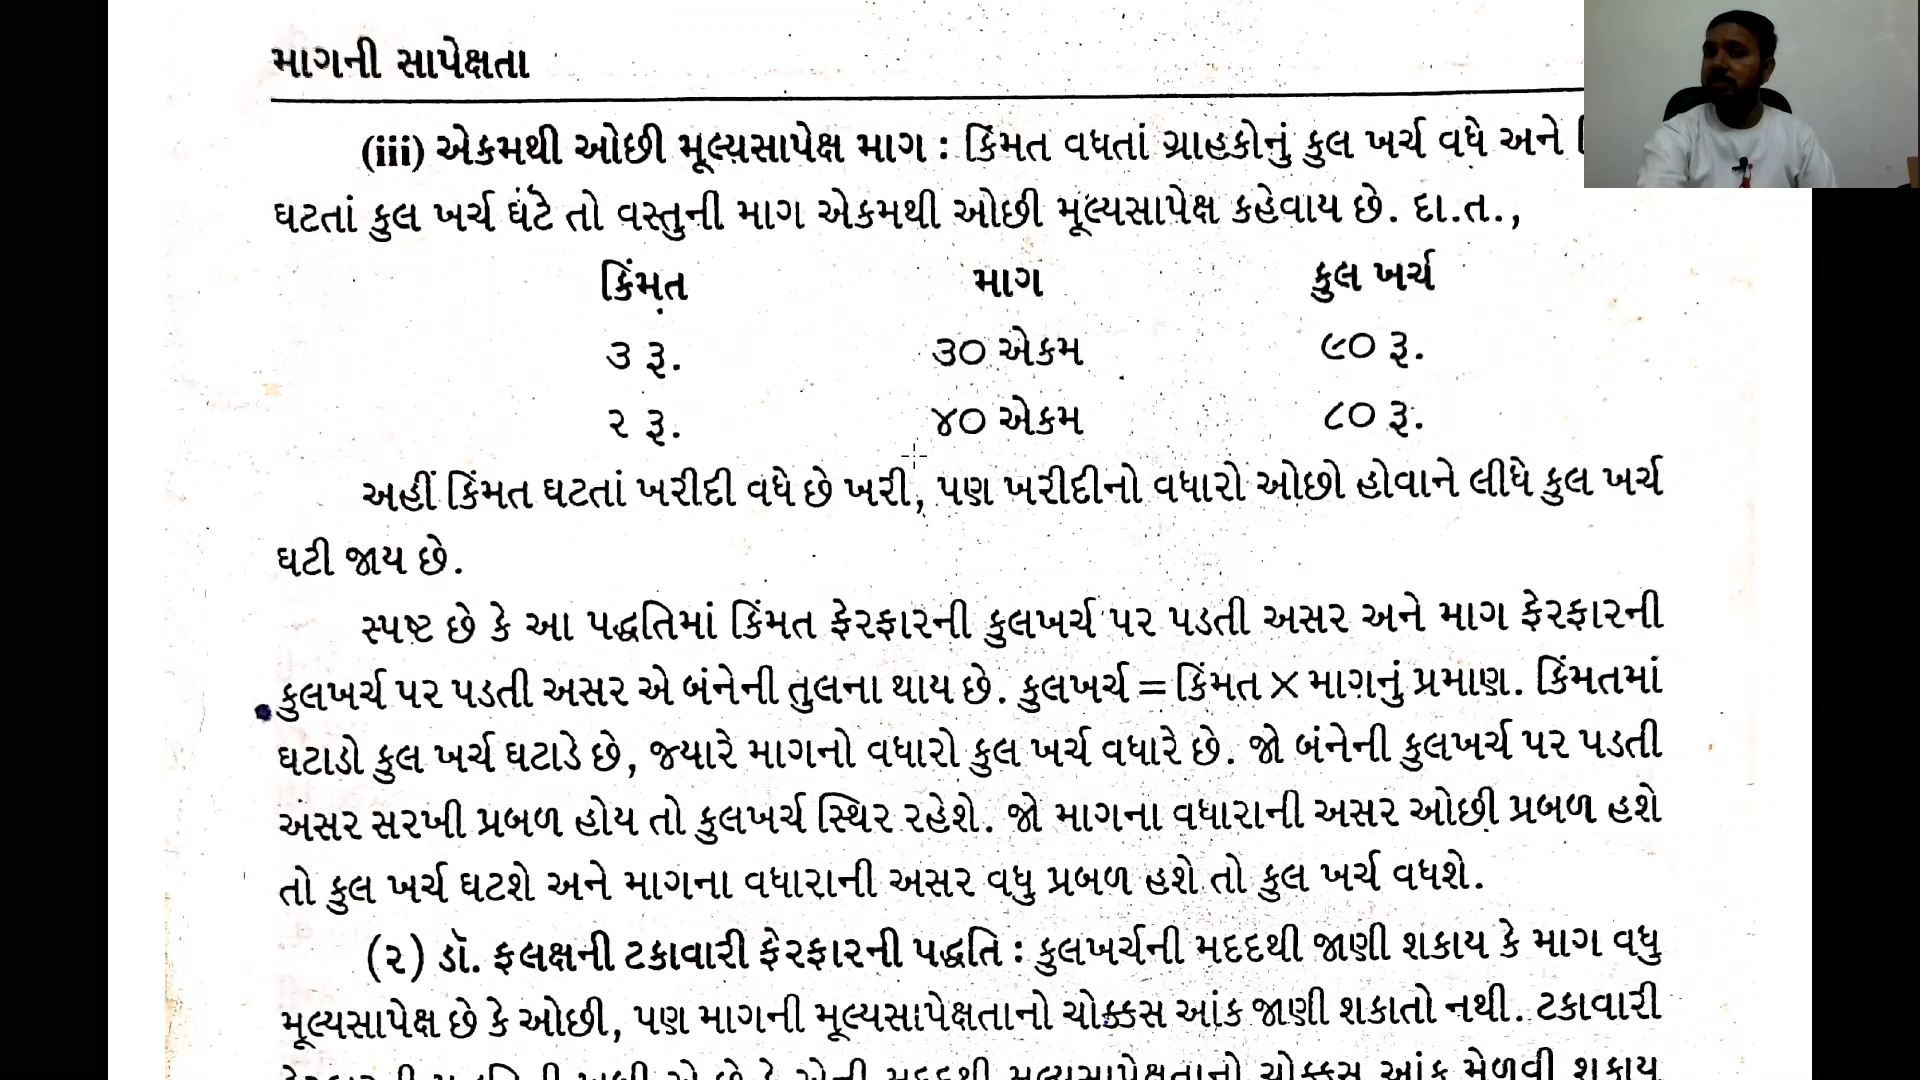 માગની સાપેક્ષતા
(iii) એકમથી ઓછી મૂલ્યસાપેક્ષ માગ : કિંમત વધતાં ગ્રાહકોનું કુલ ખર્ચ વધે અને
ઘટતાં કુલ ખર્ચ ઘટે તો વસ્તુની માગ એકમથી ઓછી મૂલ્યસાપેક્ષ કહેવાય છે. દા.ત.,
કિંમત માગ કુલ ખર્ચ
૩ રૂ. ૩૦ એકમ ૯૦ રૂ.
૨ રૂ. ૪૦ એકમ ૮૦ રૂ.
અહીં કિંમત ઘટતાં ખરીદી વધે છે ખરી, પણ ખરીદીનો વધારો ઓછો હોવાને લીધે કુલ ખર્ચ
ઘટી જાય છે.
સ્પષ્ટ છે કે આ પદ્ધતિમાં કિંમત ફેરફારની કુલખર્ચ પર પડતી અસર અને માગ ફેરફારની
કુલખર્ચ પર પડતી અસર એ બંનેની તુલના થાય છે. કુલખર્ચ = કિંમત × માગનું પ્રમાણ. કિંમતમાં
ઘટાડો કુલ ખર્ચ ઘટાડે છે, જ્યારે માગનો વધારો કુલ ખર્ચ વધારે છે. જો બંનેની કુલખર્ચ પર પડતી
અસર સરખી પ્રબળ હોય તો કુલખર્ચ સ્થિર રહેશે. જો માગના વધારાની અસર ઓછી પ્રબળ હશે
તો કુલ ખર્ચ ઘટશે અને માગના વધારાની અસર વધુ પ્રબળ હશે તો કુલ ખર્ચ વધશે.
(૨) ડૉ. ફલક્ષની ટકાવારી ફેરફારની પદ્ધતિ : કુલખર્ચની મદદથી જાણી શકાય કે માગ વધુ
મૂલ્યસાપેક્ષ છે કે ઓછી, પણ માગની મૂલ્યસાપેક્ષતાનો ચોક્કસ આંક જાણી શકાતો નથી. ટકાવારી